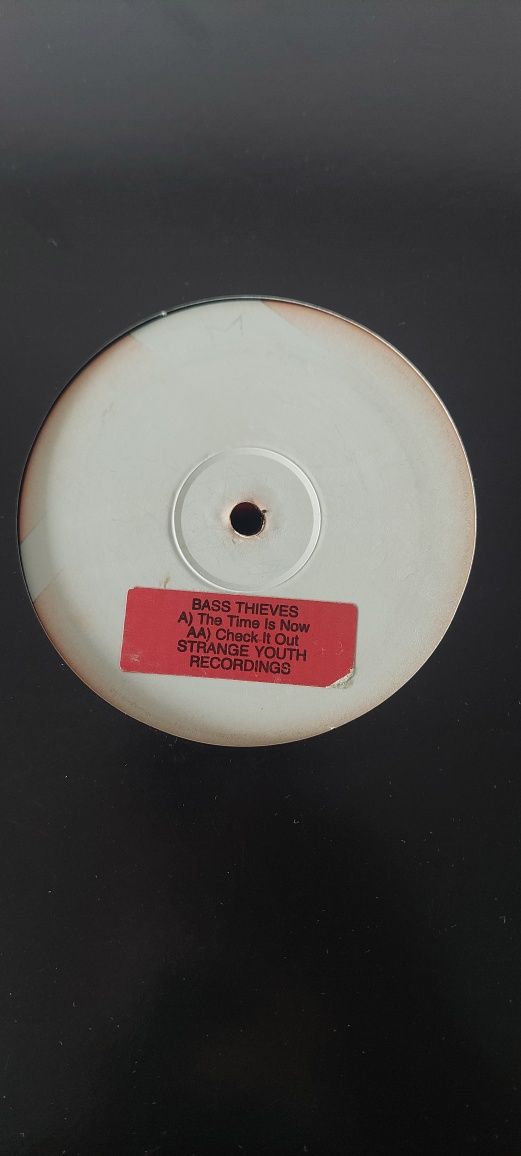 BASS THIEVES
A) The Time Is Now
AA) Check It Out
STRANGE YOUTH
RECORDINGS